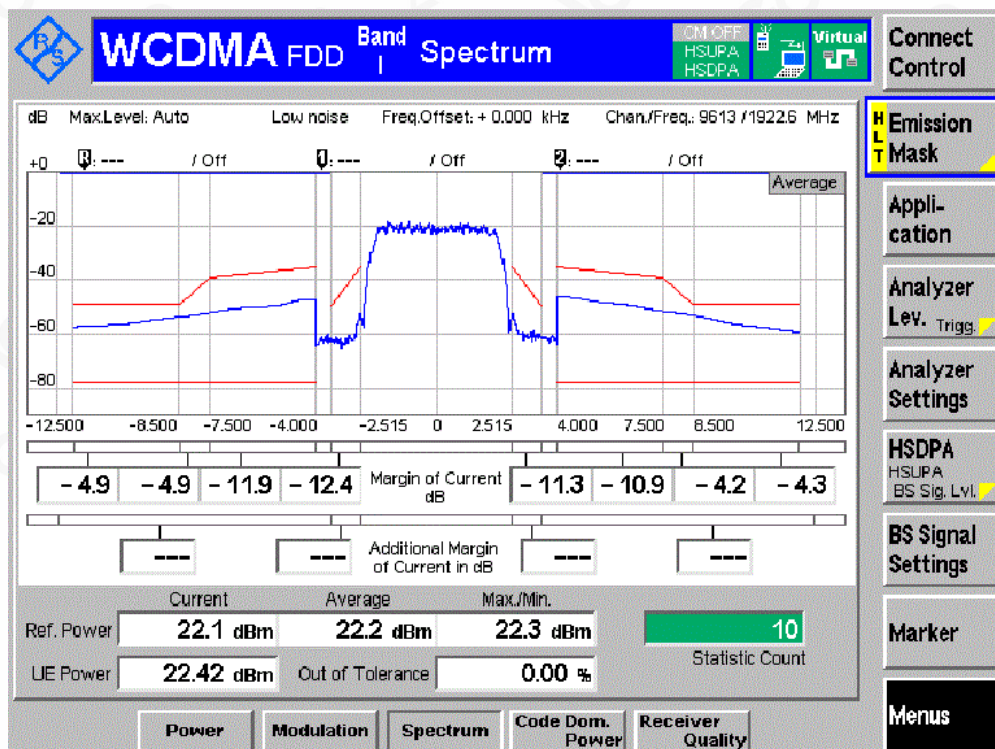 R/S
WCDMA FDD Band I Spectrum
CM OFF
HSUPA
HSDPA
Virtual
Connect Control
dB Max.Level: Auto Low noise Freq.Offset: + 0.000 kHz Chan./Freq.: 9613 /1922.6 MHz
HLT
Emission Mask
R: --- / Off 1: --- / Off 2: --- / Off
+0
Average
Appli-
cation
-20
-40
Analyzer
Lev. Trigg.
-60
Analyzer
Settings
-80
-12.500 -8.500 -7.500 -4.000 -2.515 0 2.515 4.000 7.500 8.500 12.500
HSDPA
HSUPA
BS Sig. Lvl.
- 4.9 - 4.9 - 11.9 - 12.4 Margin of Current dB - 11.3 - 10.9 - 4.2 - 4.3
BS Signal
Settings
--- --- Additional Margin of Current in dB --- ---
Current Average Max./Min.
Ref. Power 22.1 dBm 22.2 dBm 22.3 dBm 10
Statistic Count
Marker
UE Power 22.42 dBm Out of Tolerance 0.00 %
Menus
Power Modulation Spectrum Code Dom. Power Receiver Quality